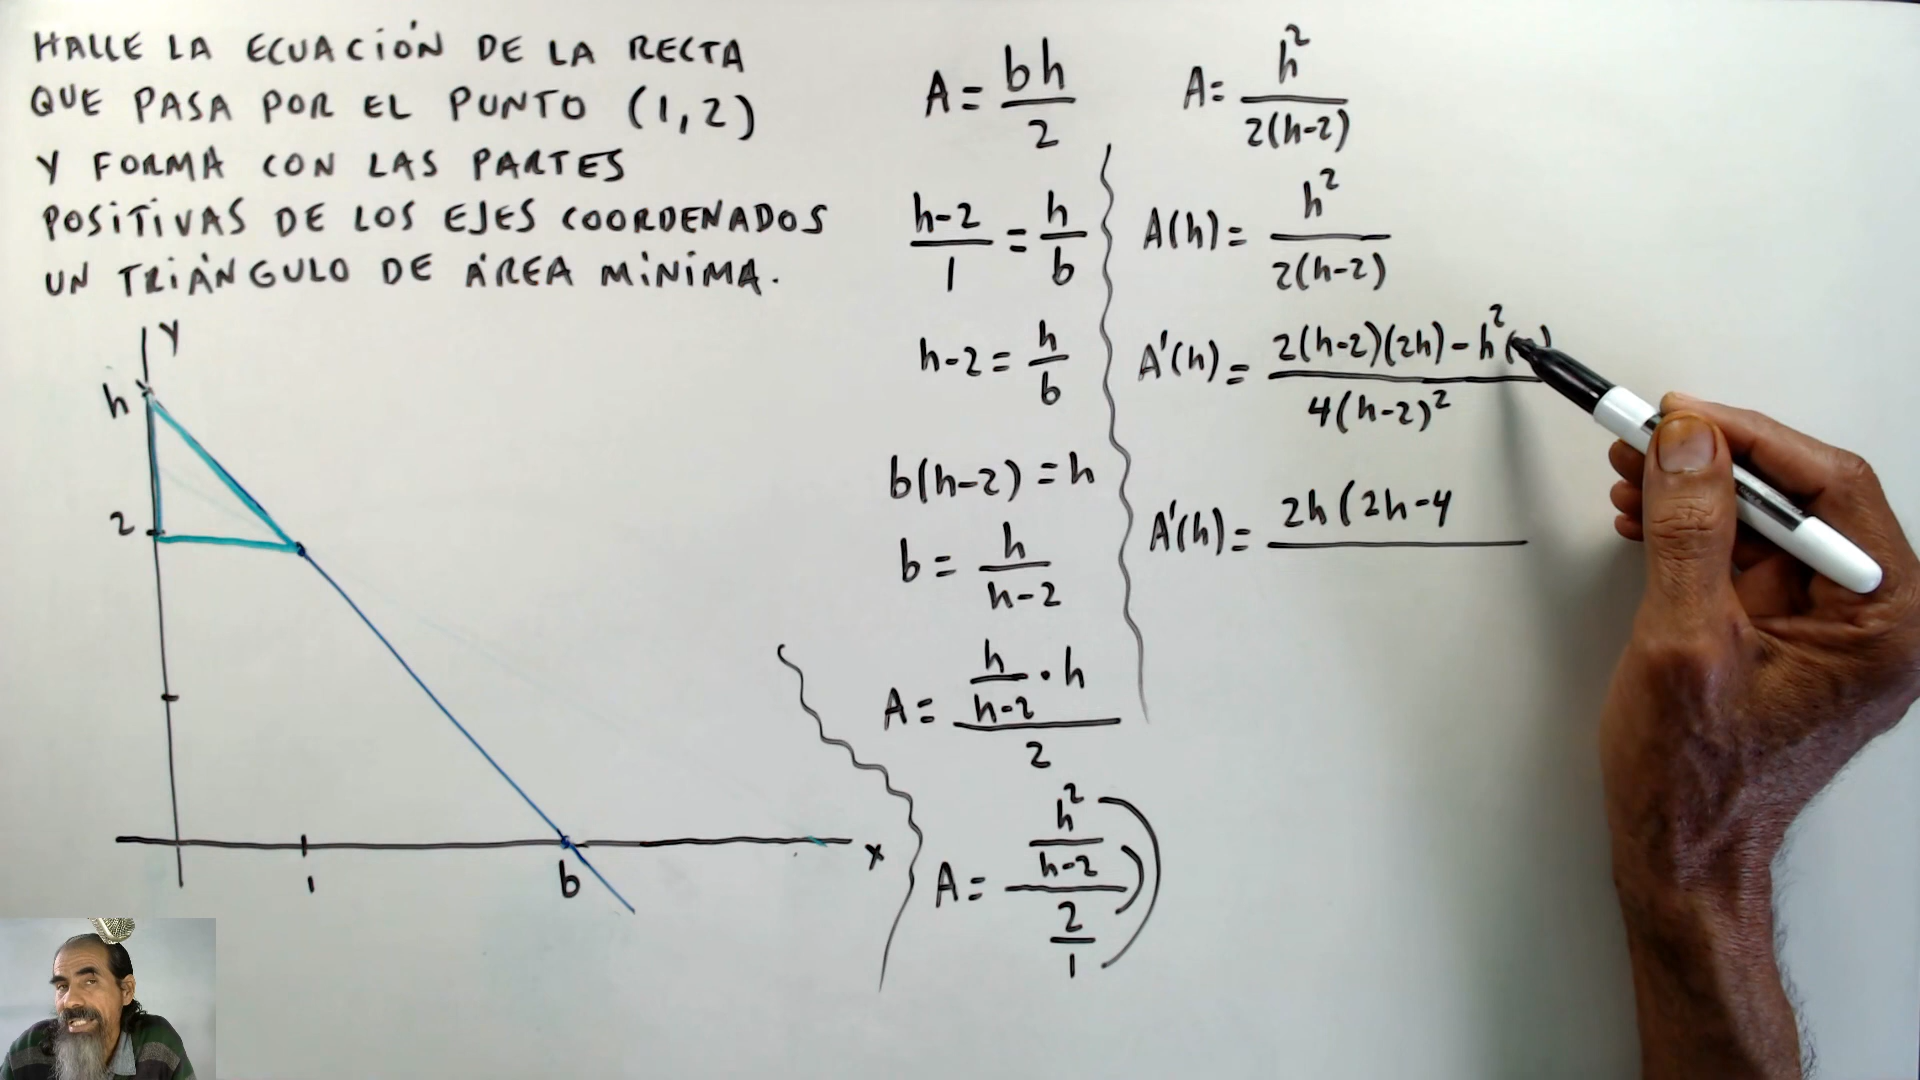 HALLE LA ECUACIÓN DE LA RECTA
QUE PASA POR EL PUNTO (1,2)
Y FORMA CON LAS PARTES
POSITIVAS DE LOS EJES COORDENADOS
UN TRIÁNGULO DE ÁREA MÍNIMA.
y
h
2
1
b
x
A = bh/2
(h-2)/1 = h/b
h-2 = h/b
b(h-2) = h
b = h/(h-2)
A = (h/(h-2) · h)/2
A = (h²/(h-2))/(2/1)
A = h²/(2(h-2))
A(h) = h²/(2(h-2))
A'(h) = (2(h-2)(2h) - h²( ))/(4(h-2)²)
A'(h) = 2h(2h-4